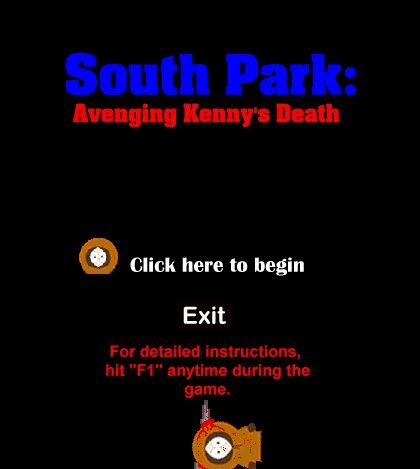 South Park:
Avenging Kenny's Death
Click here to begin
Exit
For detailed instructions,
hit "F1" anytime during the
game.